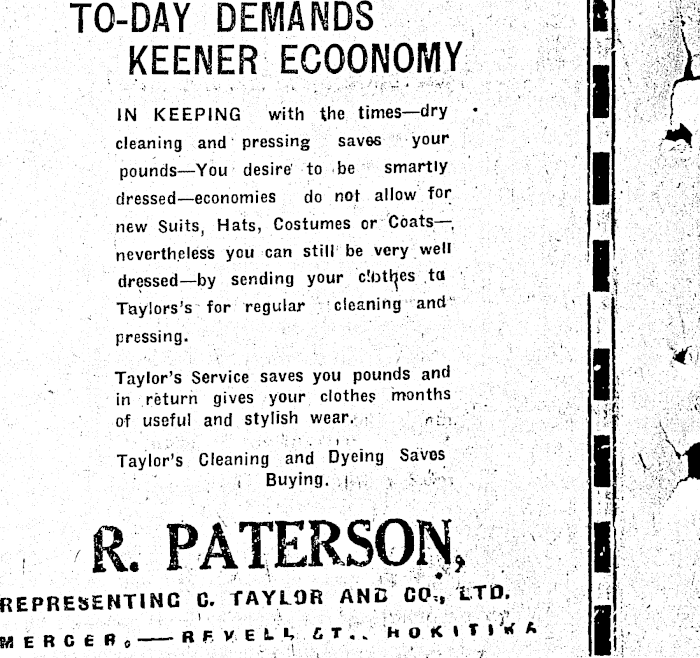 TO-DAY DEMANDS
KEENER ECOONOMY
IN KEEPING with the times—dry
cleaning and pressing saves your
pounds—You desire to be smartly
dressed—economies do not allow for
new Suits, Hats, Costumes or Coats—
nevertheless you can still be very well
dressed—by sending your clothes to
Taylors's for regular cleaning and
pressing.
Taylor's Service saves you pounds and
in return gives your clothes months
of useful and stylish wear.
Taylor's Cleaning and Dyeing Saves
Buying.
R. PATERSON,
REPRESENTING C. TAYLOR AND CO., LTD.
MERCER,—REVELL ST., HOKITIKA